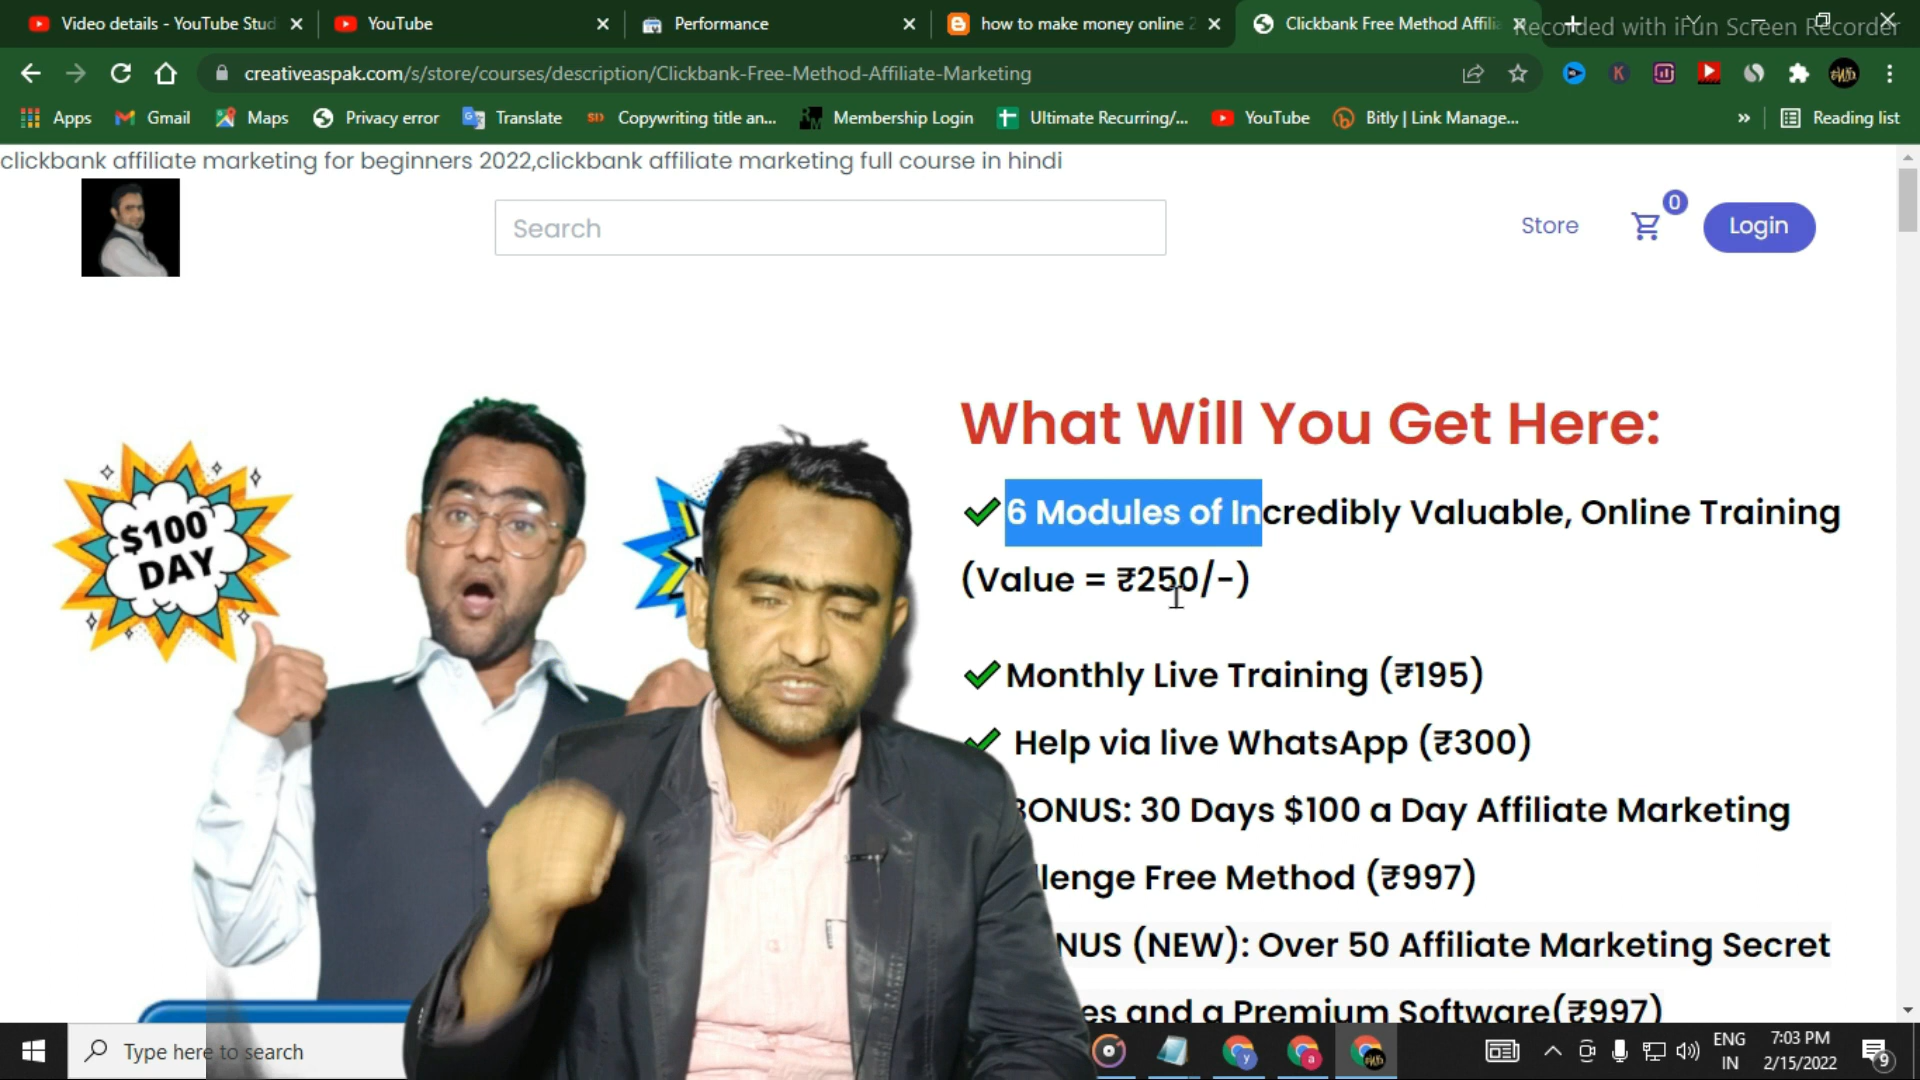 Video details - YouTube Stud
YouTube
Performance
how to make money online 2
Clickbank Free Method Affilia
Recorded with iFun Screen Recorder
creativeaspak.com/s/store/courses/description/Clickbank-Free-Method-Affiliate-Marketing
Apps
Gmail
Maps
Privacy error
Translate
Copywriting title an...
Membership Login
Ultimate Recurring/...
YouTube
Bitly | Link Manage...
»
Reading list
clickbank affiliate marketing for beginners 2022,clickbank affiliate marketing full course in hindi
Search
Store
0
Login
$100
DAY
What Will You Get Here:
6 Modules of Incredibly Valuable, Online Training
(Value = ₹250/-)
Monthly Live Training (₹195)
Help via live WhatsApp (₹300)
BONUS: 30 Days $100 a Day Affiliate Marketing
lenge Free Method (₹997)
NUS (NEW): Over 50 Affiliate Marketing Secret
es and a Premium Software(₹997)
Type here to search
ENG
IN
7:03 PM
2/15/2022
9